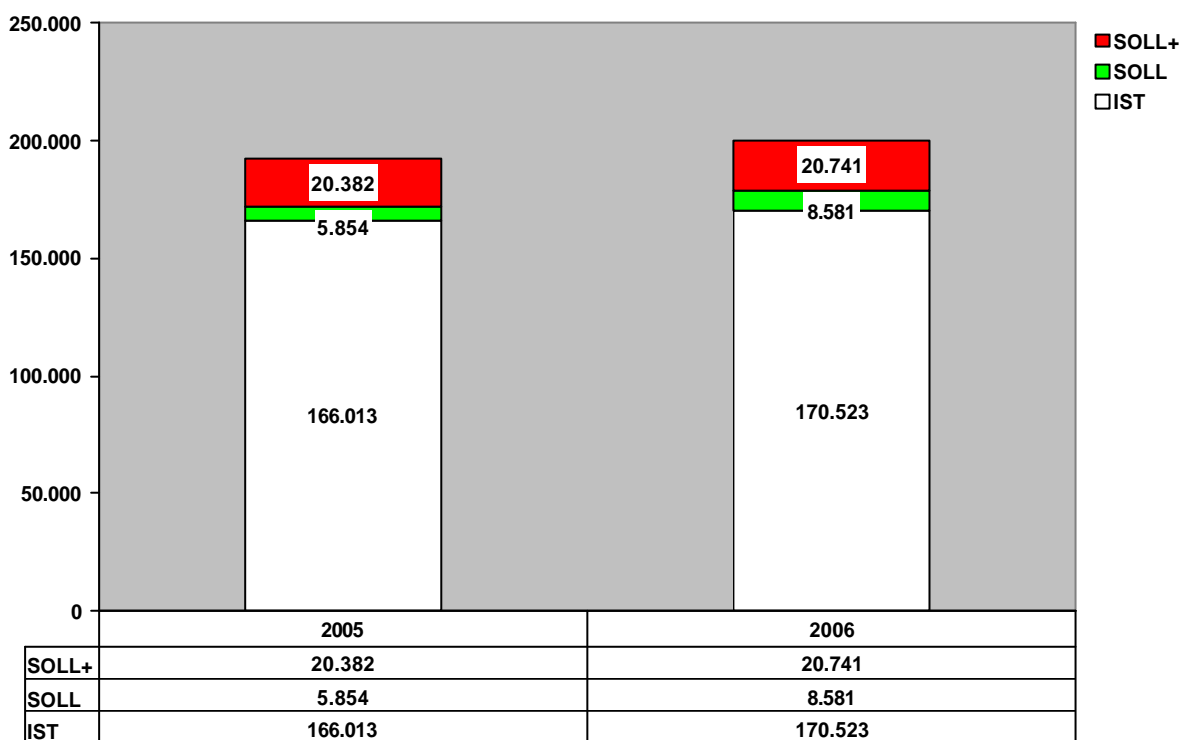 250.000
200.000
150.000
100.000
50.000
0
SOLL+
SOLL
IST
20.382
5.854
166.013
20.741
8.581
170.523
2005 2006
SOLL+ 20.382 20.741
SOLL 5.854 8.581
IST 166.013 170.523